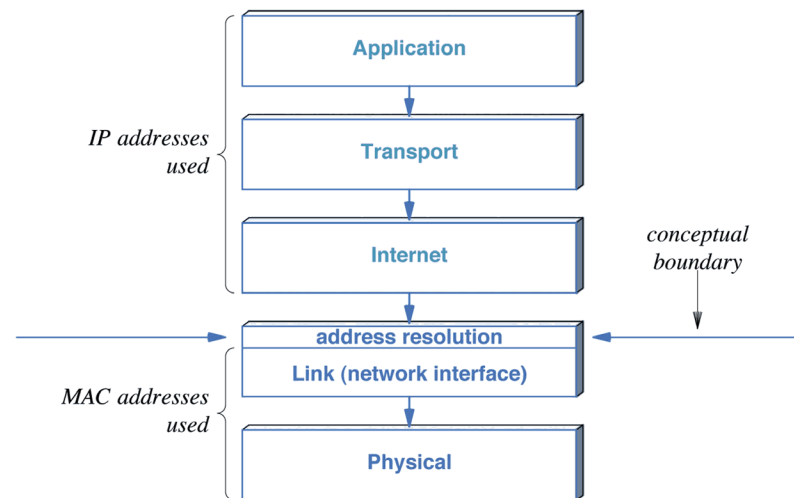 Application
IP addresses
used
Transport
Internet
conceptual
boundary
address resolution
Link (network interface)
MAC addresses
used
Physical